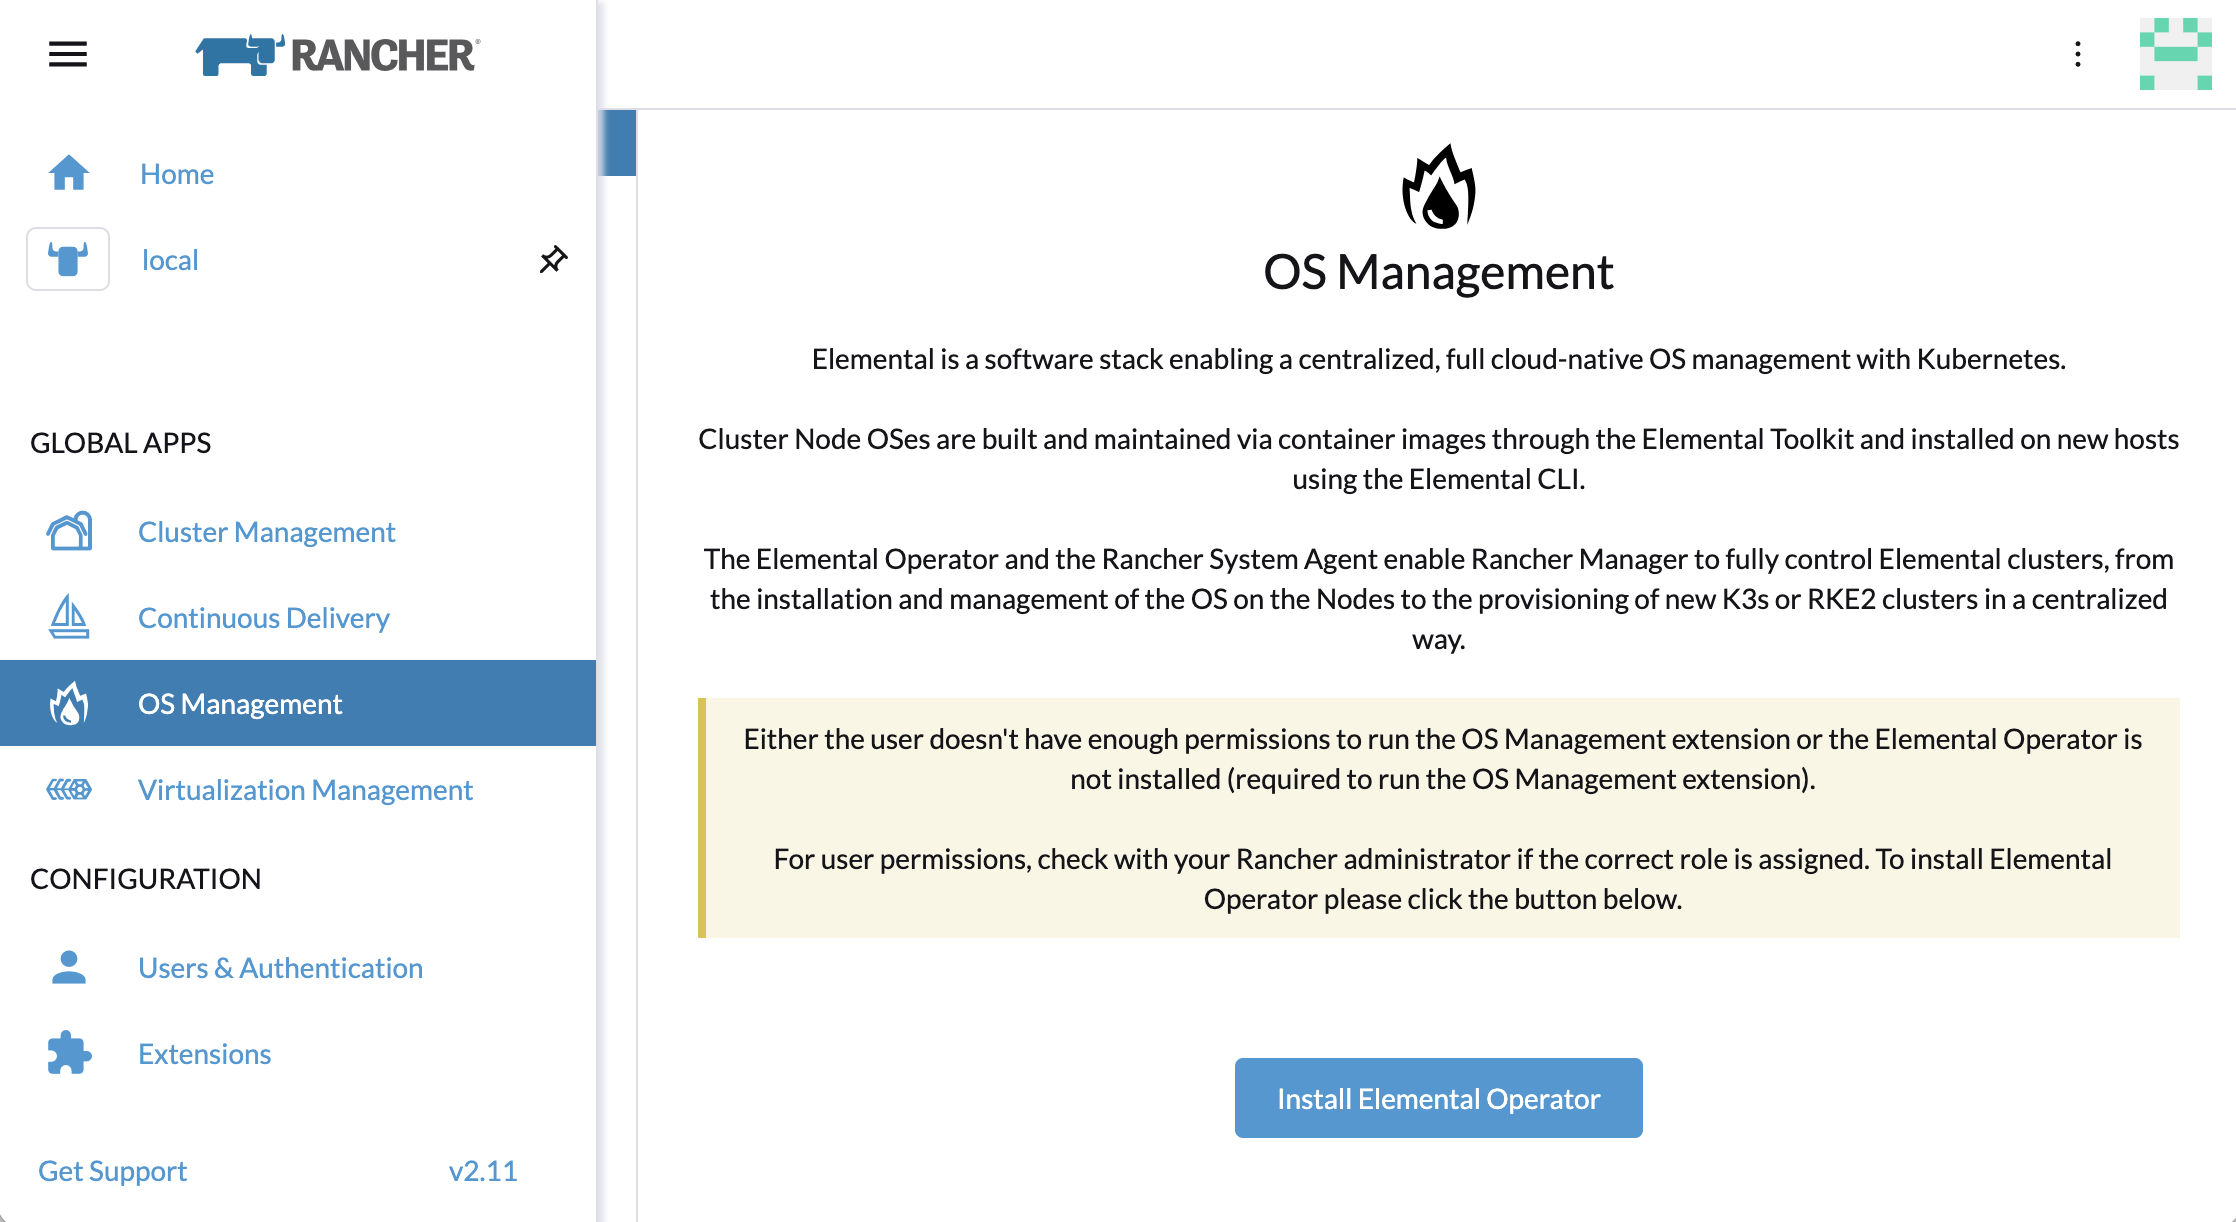 RANCHER®
Home
local
GLOBAL APPS
Cluster Management
Continuous Delivery
OS Management
Virtualization Management
CONFIGURATION
Users & Authentication
Extensions
Get Support
v2.11
OS Management
Elemental is a software stack enabling a centralized, full cloud-native OS management with Kubernetes.
Cluster Node OSes are built and maintained via container images through the Elemental Toolkit and installed on new hosts
using the Elemental CLI.
The Elemental Operator and the Rancher System Agent enable Rancher Manager to fully control Elemental clusters, from
the installation and management of the OS on the Nodes to the provisioning of new K3s or RKE2 clusters in a centralized
way.
Either the user doesn't have enough permissions to run the OS Management extension or the Elemental Operator is
not installed (required to run the OS Management extension).
For user permissions, check with your Rancher administrator if the correct role is assigned. To install Elemental
Operator please click the button below.
Install Elemental Operator